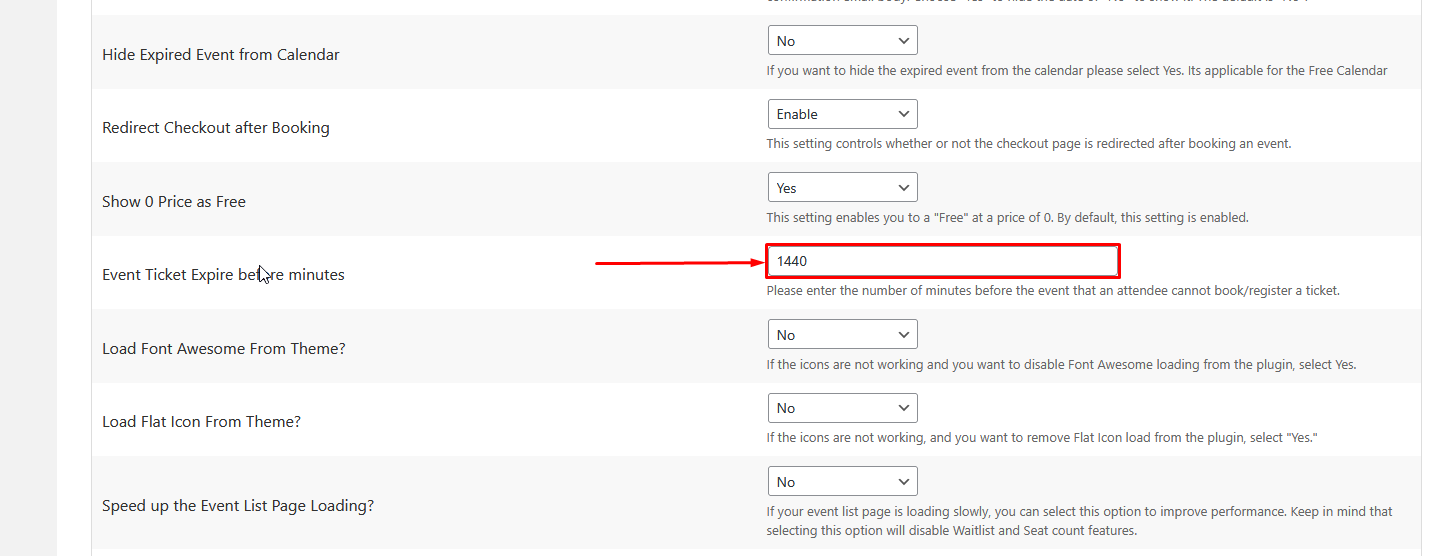 Hide Expired Event from Calendar
No
If you want to hide the expired event from the calendar please select Yes. Its applicable for the Free Calendar
Redirect Checkout after Booking
Enable
This setting controls whether or not the checkout page is redirected after booking an event.
Show 0 Price as Free
Yes
This setting enables you to a "Free" at a price of 0. By default, this setting is enabled.
Event Ticket Expire before minutes
1440
Please enter the number of minutes before the event that an attendee cannot book/register a ticket.
Load Font Awesome From Theme?
No
If the icons are not working and you want to disable Font Awesome loading from the plugin, select Yes.
Load Flat Icon From Theme?
No
If the icons are not working, and you want to remove Flat Icon load from the plugin, select "Yes."
Speed up the Event List Page Loading?
No
If your event list page is loading slowly, you can select this option to improve performance. Keep in mind that
selecting this option will disable Waitlist and Seat count features.